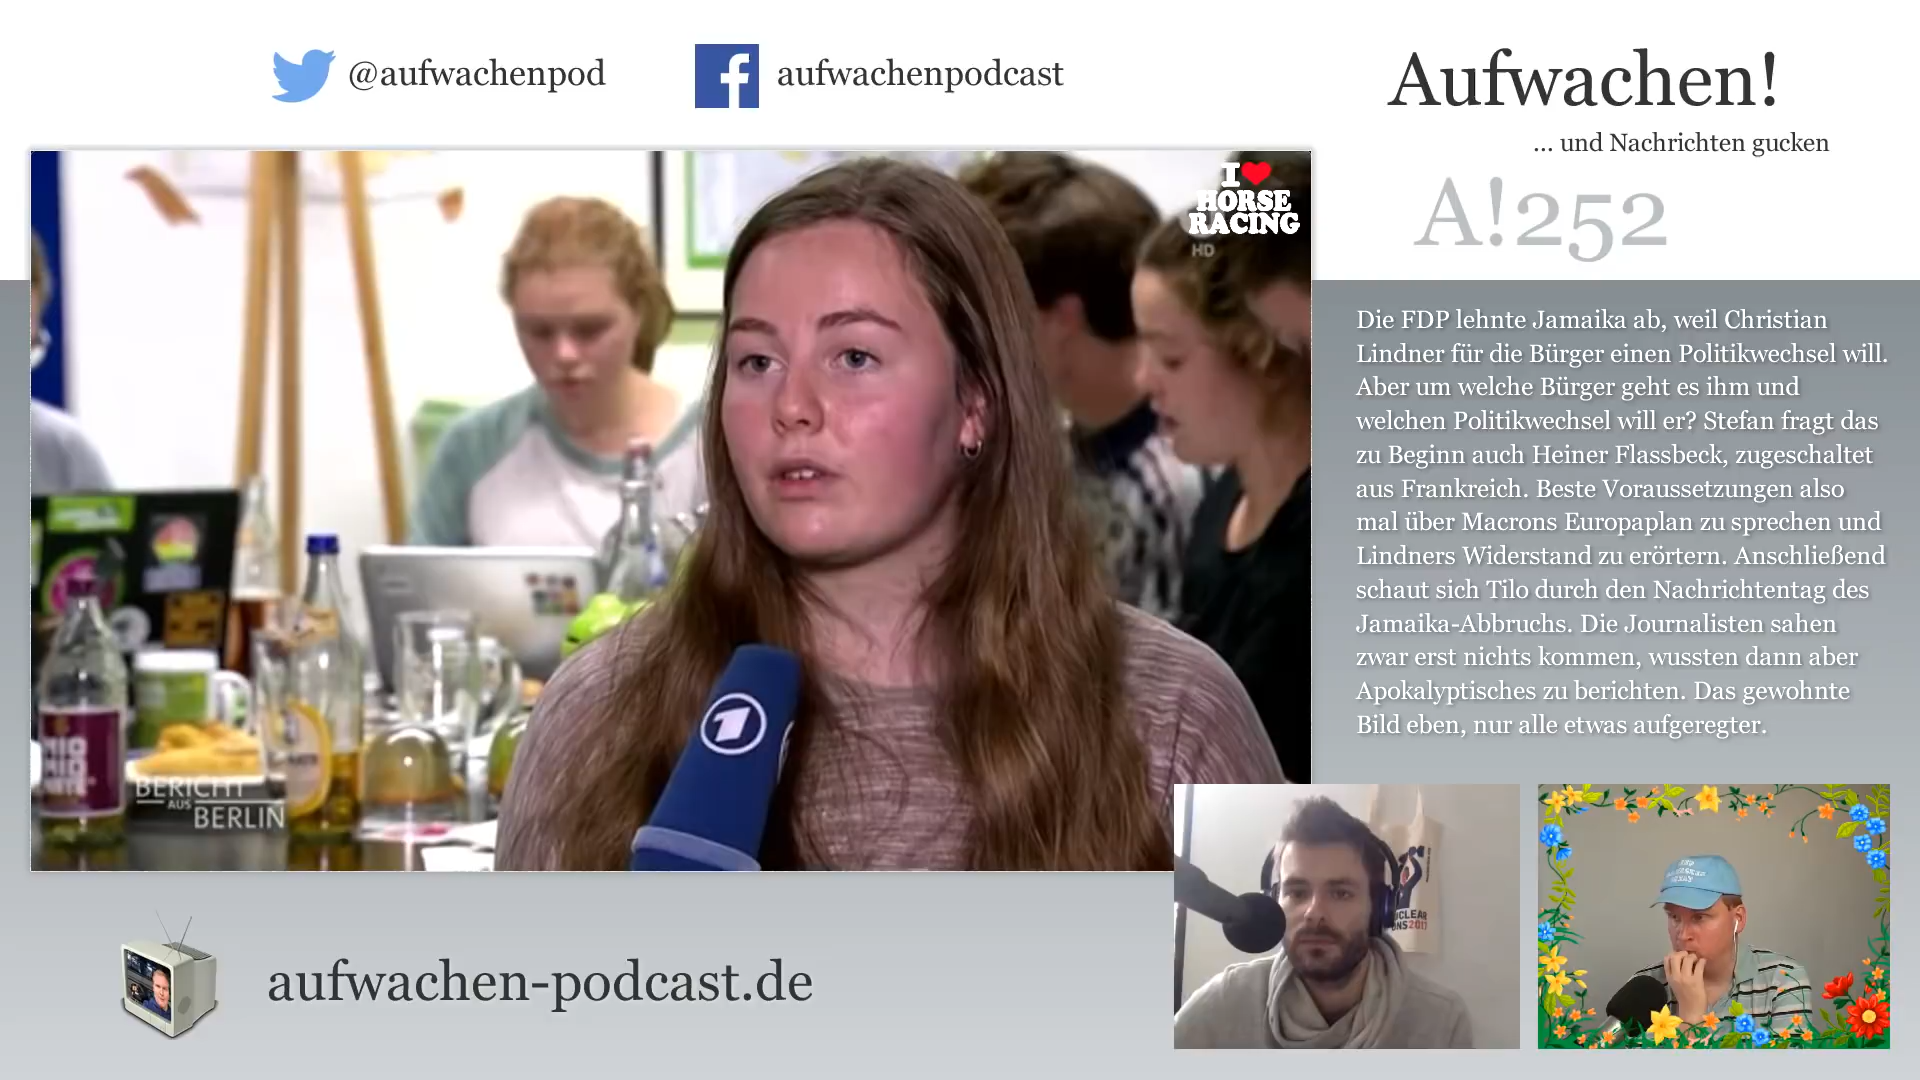 @aufwachenpod
aufwachenpodcast
Aufwachen!
... und Nachrichten gucken
A!252
I
HORSE
RACING
HD
Die FDP lehnte Jamaika ab, weil Christian
Lindner für die Bürger einen Politikwechsel will.
Aber um welche Bürger geht es ihm und
welchen Politikwechsel will er? Stefan fragt das
zu Beginn auch Heiner Flassbeck, zugeschaltet
aus Frankreich. Beste Voraussetzungen also
mal über Macrons Europaplan zu sprechen und
Lindners Widerstand zu erörtern. Anschließend
schaut sich Tilo durch den Nachrichtentag des
Jamaika-Abbruchs. Die Journalisten sahen
zwar erst nichts kommen, wussten dann aber
Apokalyptisches zu berichten. Das gewohnte
Bild eben, nur alle etwas aufgeregter.
1
BERICHT
AUS
BERLIN
aufwachen-podcast.de